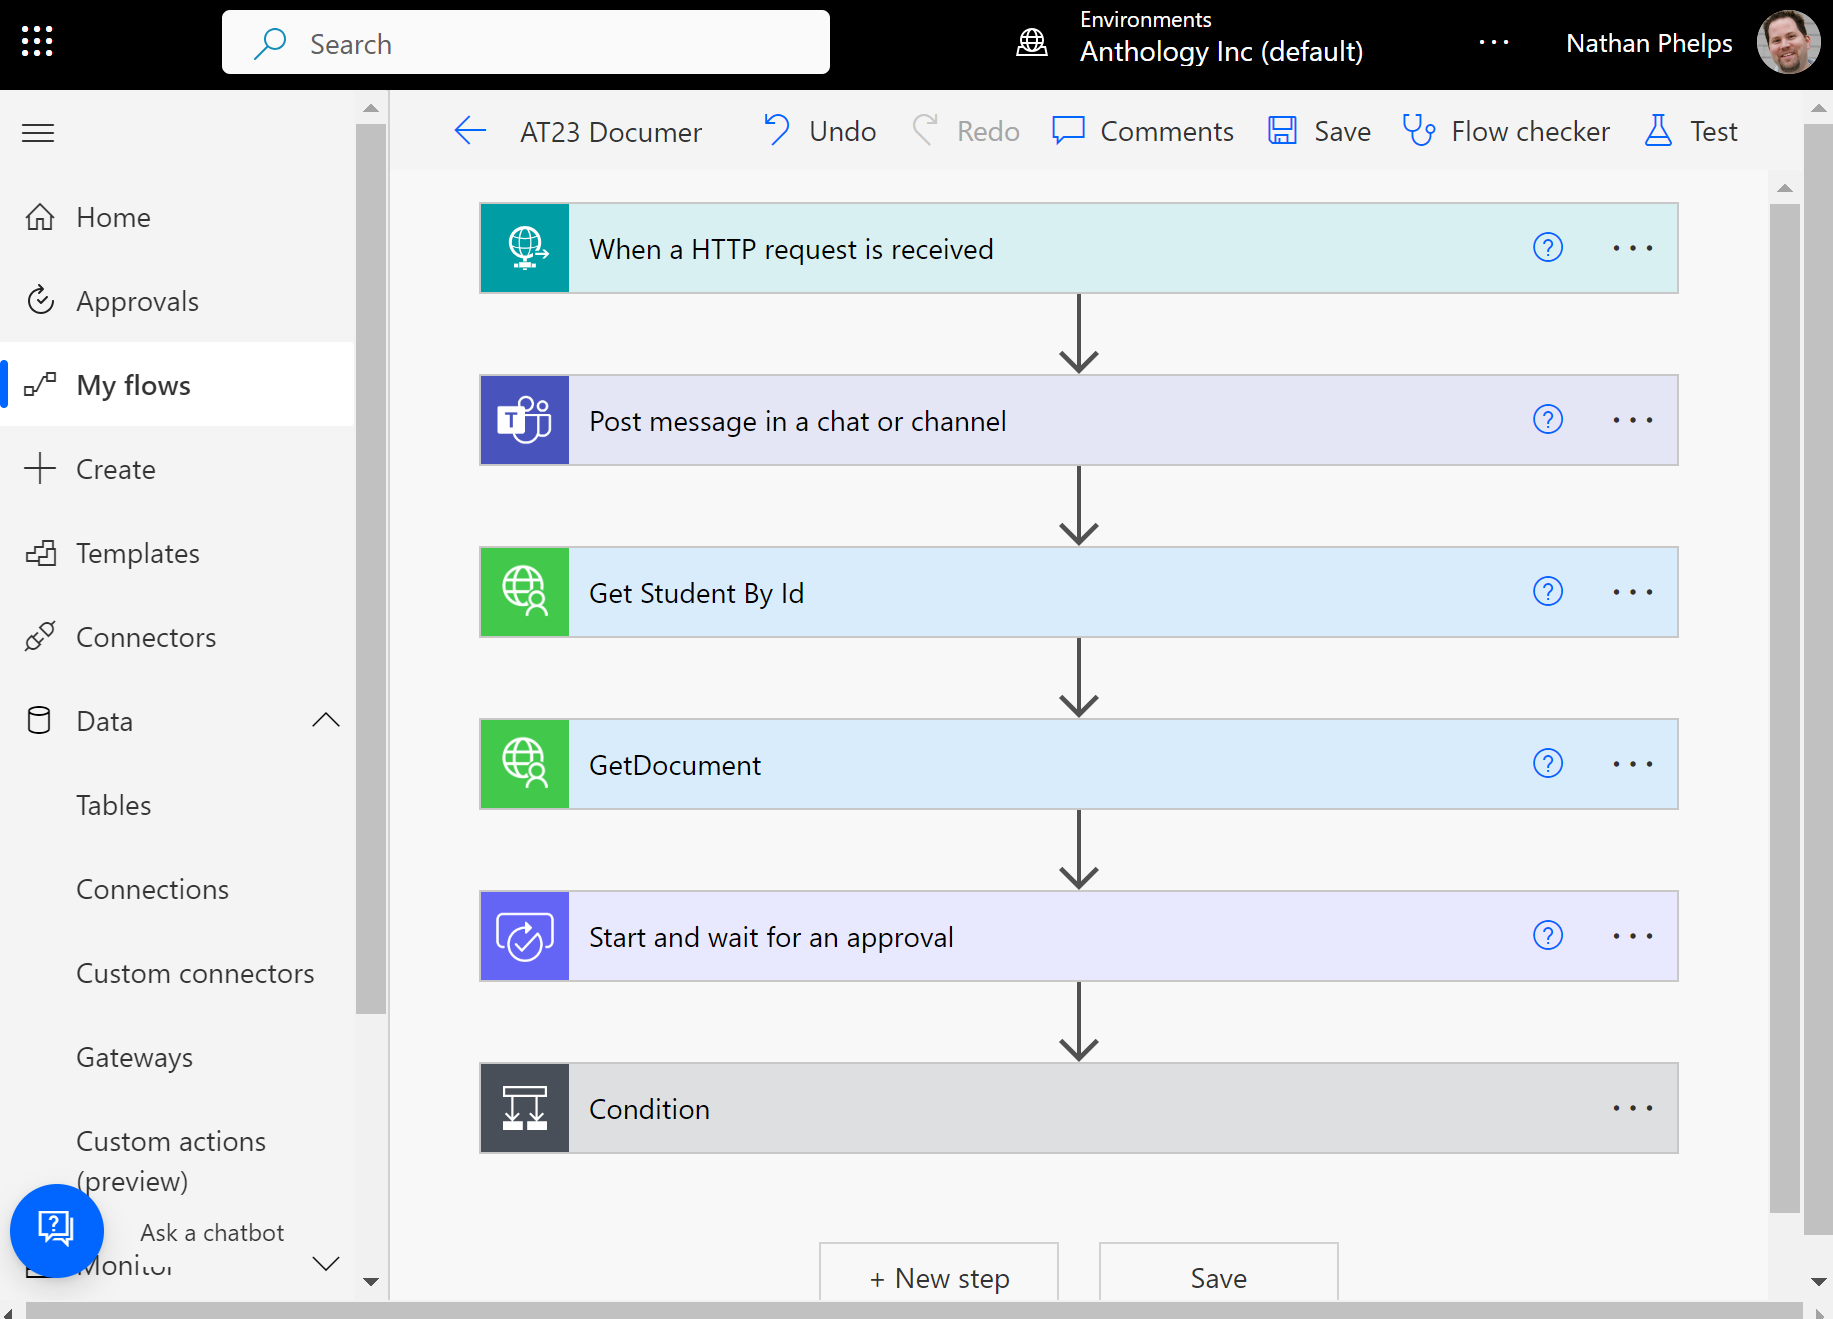 Search
Environments
Anthology Inc (default)
Nathan Phelps
AT23 Documer
Undo
Redo
Comments
Save
Flow checker
Test
Home
Approvals
My flows
Create
Templates
Connectors
Data
Tables
Connections
Custom connectors
Gateways
Custom actions
(preview)
Ask a chatbot
Monitor
When a HTTP request is received
Post message in a chat or channel
T
Get Student By Id
GetDocument
Start and wait for an approval
Condition
+ New step
Save